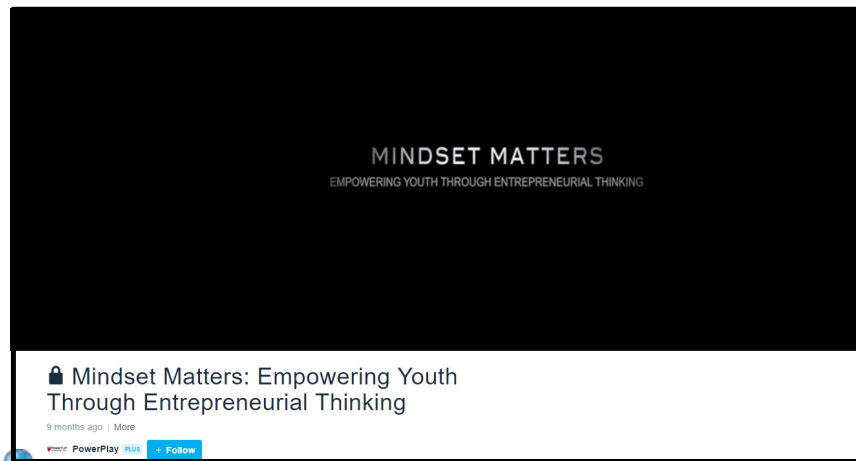 MINDSET MATTERS
EMPOWERING YOUTH THROUGH ENTREPRENEURIAL THINKING
Mindset Matters: Empowering Youth
Through Entrepreneurial Thinking
9 months ago | More
PowerPlay PLUS + Follow